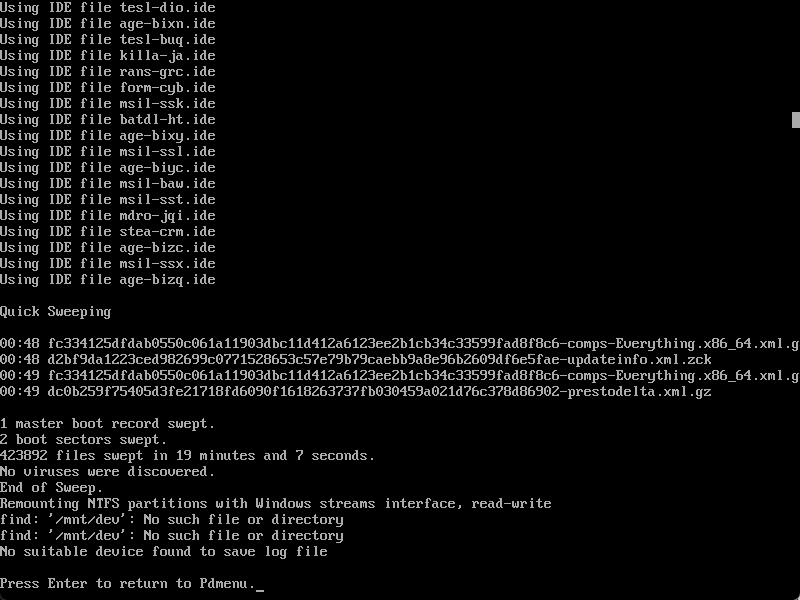 Using IDE file tesl-dio.ide
Using IDE file age-bixn.ide
Using IDE file tesl-buq.ide
Using IDE file killa-ja.ide
Using IDE file rans-grc.ide
Using IDE file form-cyb.ide
Using IDE file msil-ssk.ide
Using IDE file batdl-ht.ide
Using IDE file age-bixy.ide
Using IDE file msil-ssl.ide
Using IDE file age-biyc.ide
Using IDE file msil-baw.ide
Using IDE file msil-sst.ide
Using IDE file mdro-jqi.ide
Using IDE file stea-crm.ide
Using IDE file age-bizc.ide
Using IDE file msil-ssx.ide
Using IDE file age-bizq.ide
Quick Sweeping
00:48 fc334125dfdab0550c061a11903dbc11d412a6123ee2b1cb34c33599fad8f8c6-comps-Everything.x86_64.xml.g
00:48 d2bf9da1223ced982699c0771528653c57e79b79caebb9a8e96b2609df6e5fae-updateinfo.xml.zck
00:49 fc334125dfdab0550c061a11903dbc11d412a6123ee2b1cb34c33599fad8f8c6-comps-Everything.x86_64.xml.g
00:49 dc0b259f75405d3fe21718fd6090f1618263737fb030459a021d76c378d86902-prestodelta.xml.gz
1 master boot record swept.
2 boot sectors swept.
423892 files swept in 19 minutes and 7 seconds.
No viruses were discovered.
End of Sweep.
Remounting NTFS partitions with Windows streams interface, read-write
find: '/mnt/dev': No such file or directory
find: '/mnt/dev': No such file or directory
No suitable device found to save log file
Press Enter to return to Pdmenu._